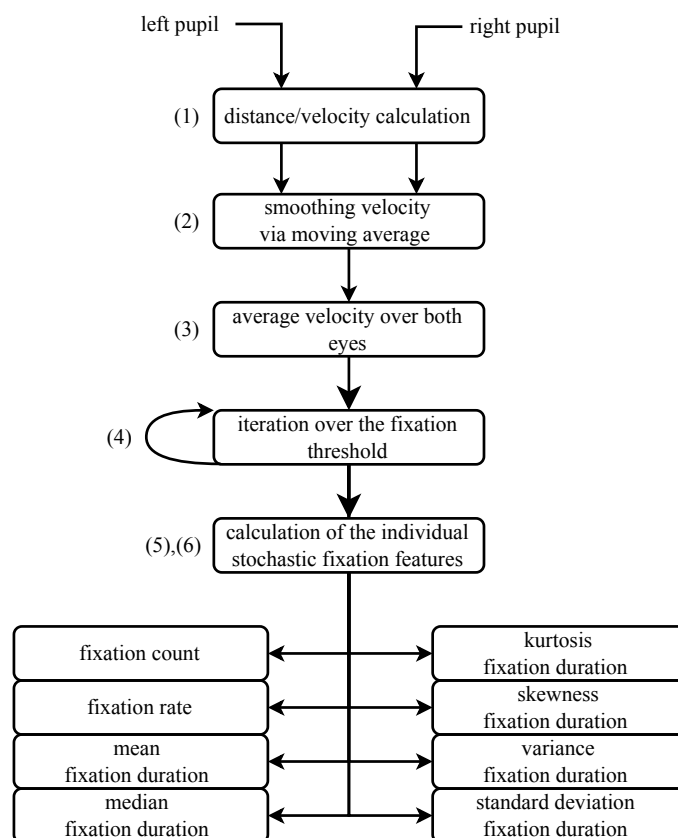 left pupil
right pupil
(1)
distance/velocity calculation
(2)
smoothing velocity
via moving average
(3)
average velocity over both
eyes
(4)
iteration over the fixation
threshold
(5),(6)
calculation of the individual
stochastic fixation features
fixation count
kurtosis
fixation duration
fixation rate
skewness
fixation duration
mean
fixation duration
variance
fixation duration
median
fixation duration
standard deviation
fixation duration